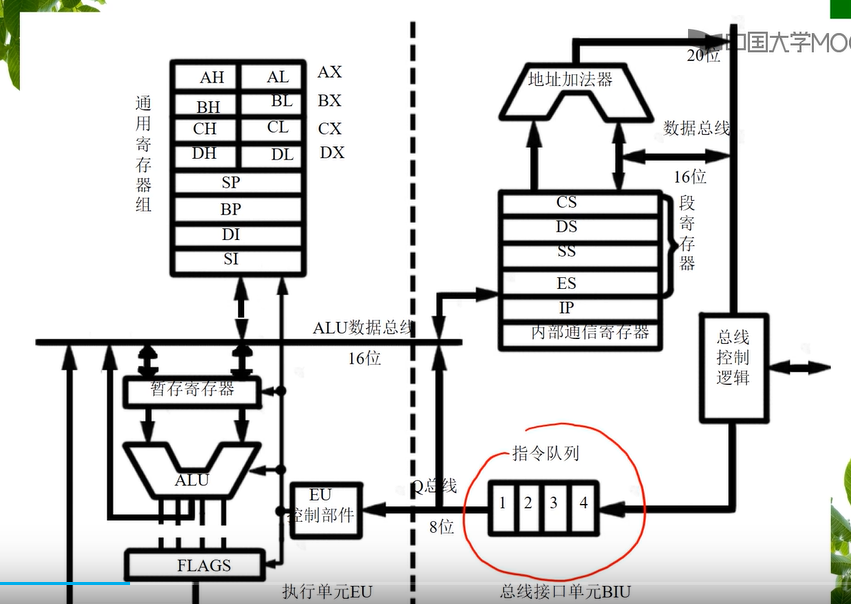 中国大学MOO
20位
地址加法器
AH AL AX
BH BL BX
CH CL CX
DH DL DX
SP
BP
DI
SI
通用寄存器组
数据总线
16位
CS
DS
SS
ES
IP
内部通信寄存器
段寄存器
ALU数据总线
16位
总线控制逻辑
暂存寄存器
ALU
指令队列
1 2 3 4
Q总线
8位
EU
控制部件
FLAGS
执行单元EU
总线接口单元BIU